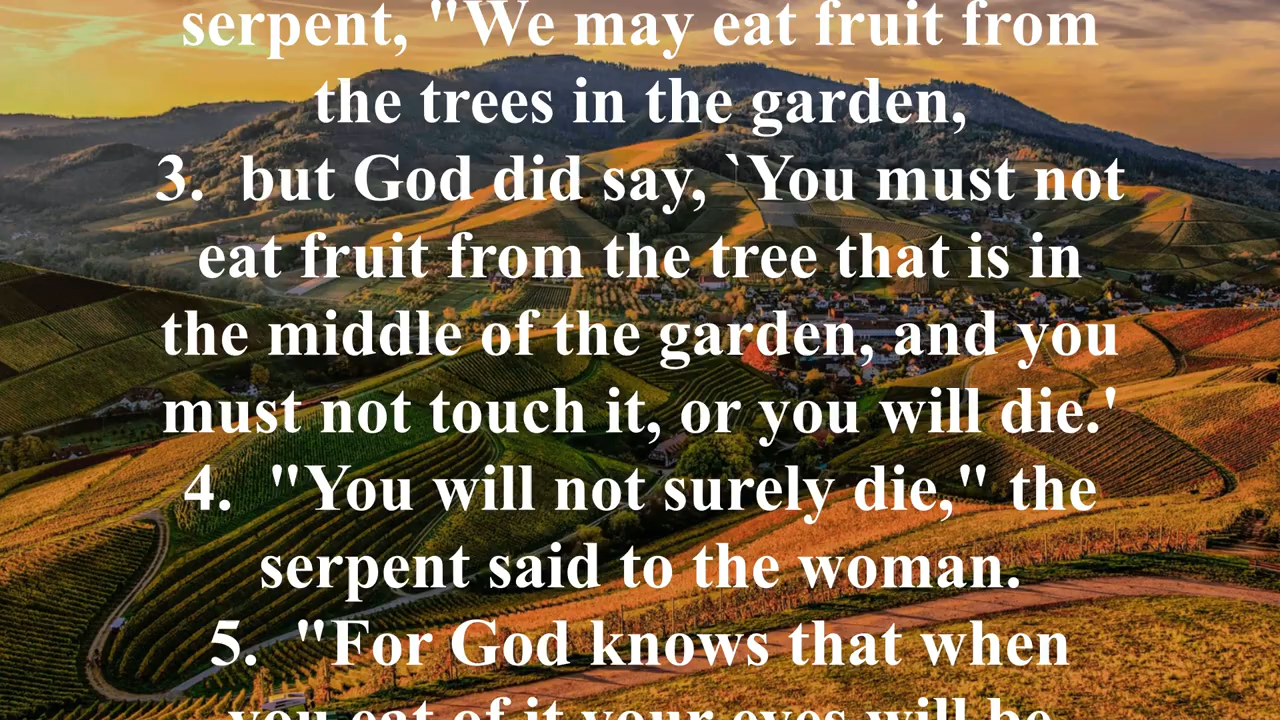 serpent, "We may eat fruit from
the trees in the garden,
3. but God did say, `You must not
eat fruit from the tree that is in
the middle of the garden, and you
must not touch it, or you will die.'
4. "You will not surely die," the
serpent said to the woman.
5. "For God knows that when
you eat of it your eyes will be